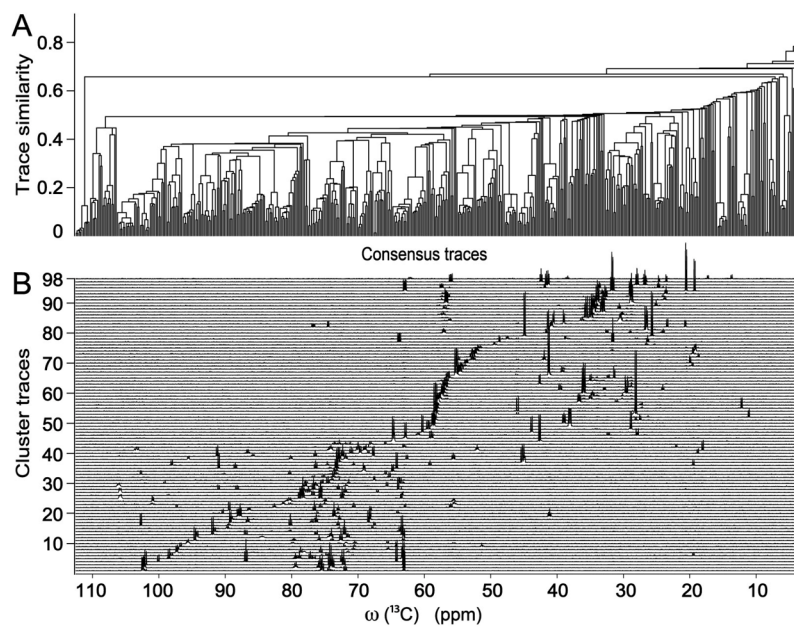 A
Trace similarity
0.8
0.6
0.4
0.2
0
Consensus traces
B
Cluster traces
98
90
80
70
60
50
40
30
20
10
110 100 90 80 70 60 50 40 30 20 10
ω (¹³C) (ppm)